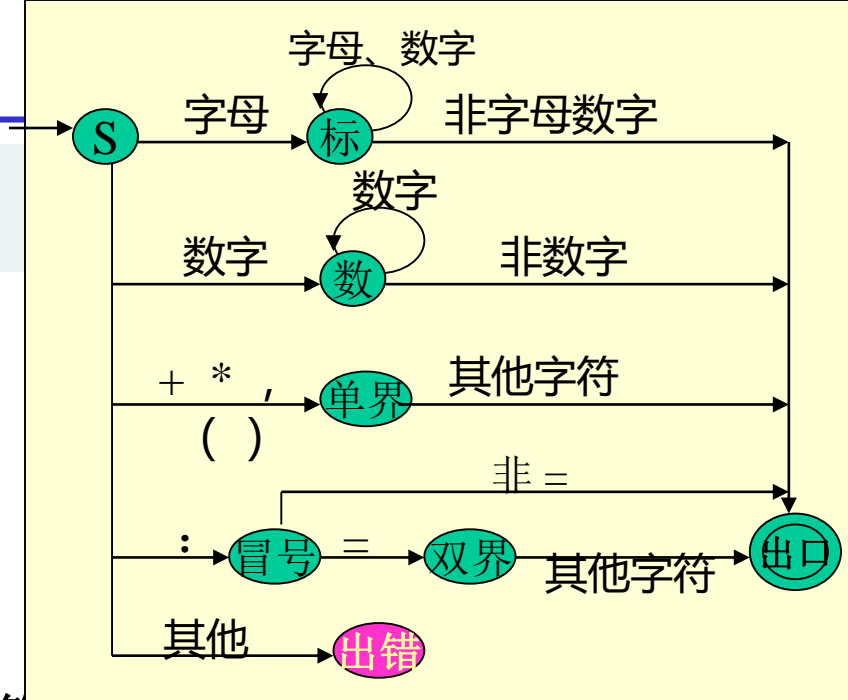 字母、数字
字母
非字母数字
S
标
数字
数字
非数字
数
+ * ,
( )
其他字符
单界
非 =
:
冒号
=
双界
其他字符
出口
其他
出错